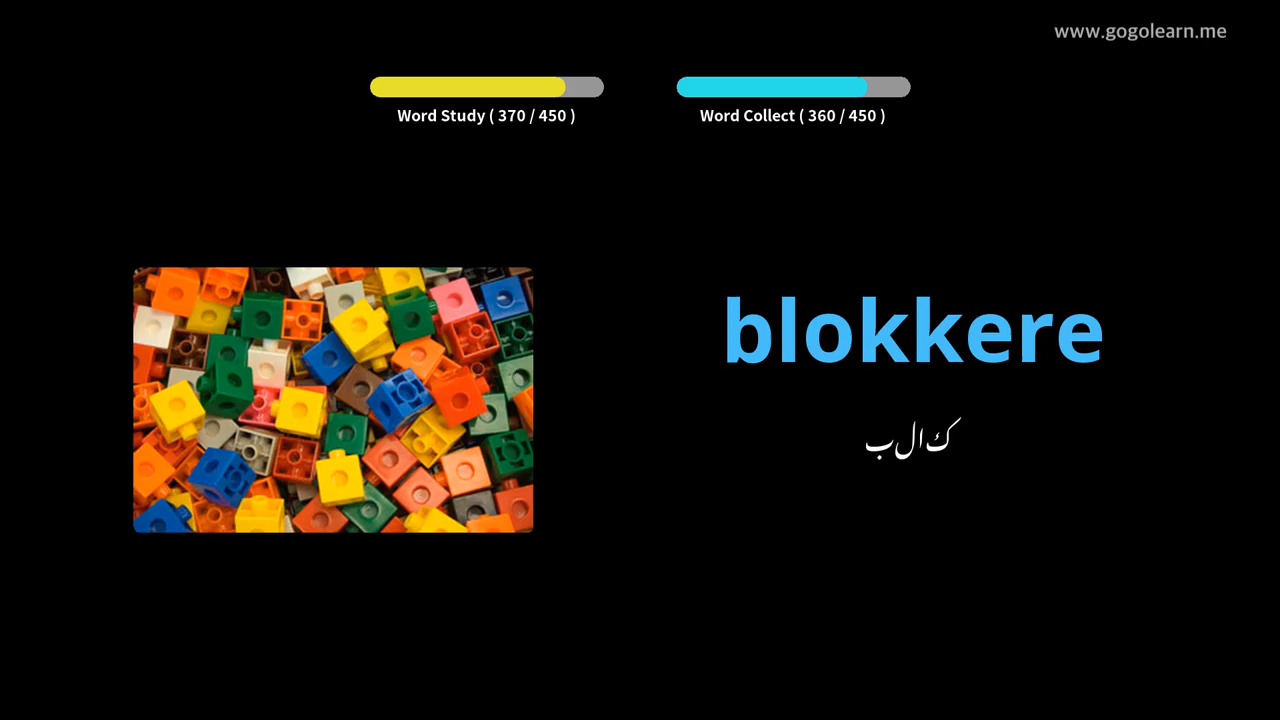 www.gogolearn.me
Word Study ( 370 / 450 )
Word Collect ( 360 / 450 )
blokkere
ک ال ب